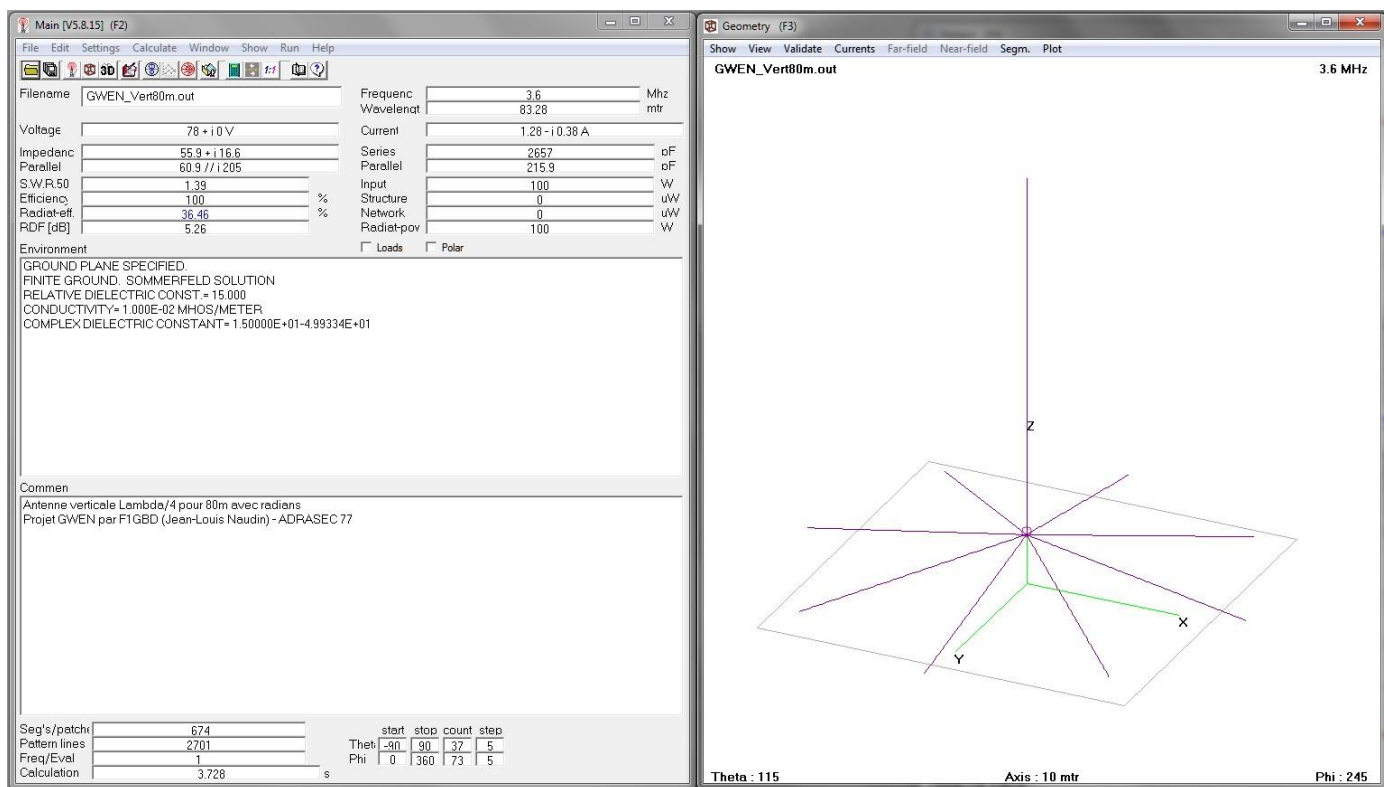 Main [V5.8.15] (F2)
File Edit Settings Calculate Window Show Run Help
3D 1:1
Filename GWEN_Vert80m.out
Frequenc 3.6 Mhz
Wavelengt 83.28 mtr
Voltage 78 + i 0 V
Current 1.28 - i 0.38 A
Impedanc 55.9 + i 16.6
Series 2657 pF
Parallel 60.9 // i 205
Parallel 215.9 pF
S.W.R.50 1.39
Input 100 W
Efficiency 100 %
Structure 0 uW
Radiat-eff. 36.46 %
Network 0 uW
RDF [dB] 5.26
Radiat-pov 100 W
Environment
Loads Polar
GROUND PLANE SPECIFIED.
FINITE GROUND. SOMMERFELD SOLUTION
RELATIVE DIELECTRIC CONST.= 15.000
CONDUCTIVITY= 1.000E-02 MHOS/METER
COMPLEX DIELECTRIC CONSTANT= 1.50000E+01-4.99334E+01
Commen
Antenne verticale Lambda/4 pour 80m avec radians
Projet GWEN par F1GBD (Jean-Louis Naudin) - ADRASEC 77
Seg's/patche 674
Pattern lines 2701
Freq/Eval 1
Calculation 3.728 s
start stop count step
Theta -90 90 37 5
Phi 0 360 73 5
Geometry (F3)
Show View Validate Currents Far-field Near-field Segm. Plot
GWEN_Vert80m.out 3.6 MHz
Z
X
Y
Theta : 115 Axis : 10 mtr Phi : 245